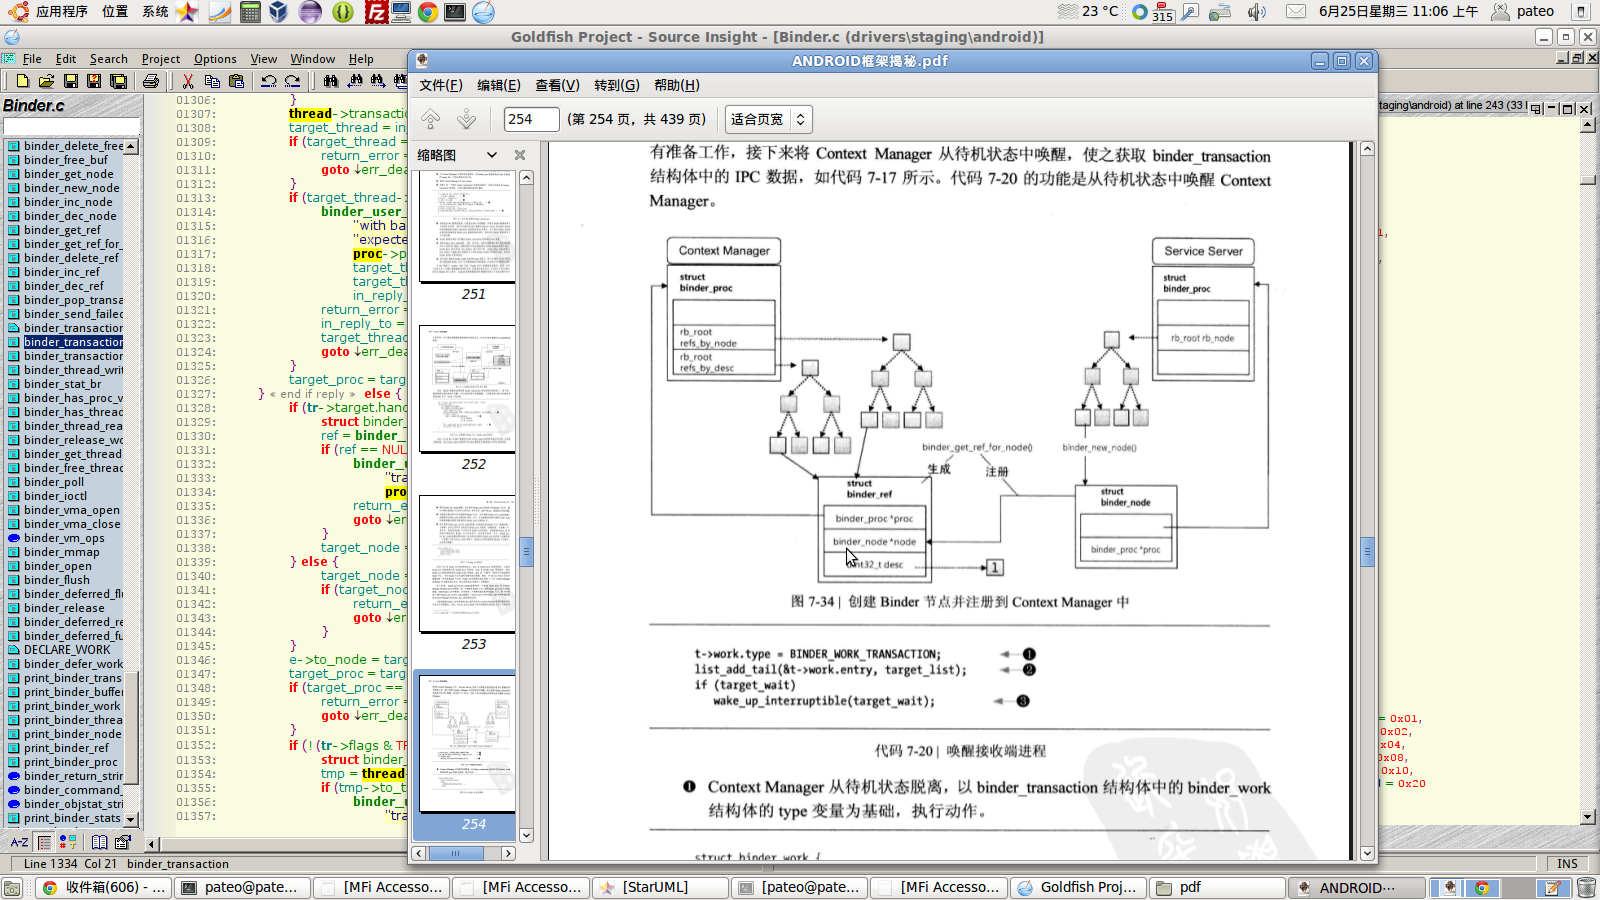 应用程序 位置 系统
23 °C
315
6月25日星期三 11:06 上午
pateo
Goldfish Project - Source Insight - [Binder.c (drivers\staging\android)]
File Edit Search Project Options View Window Help
Binder.c
binder_delete_free
binder_free_buf
binder_get_node
binder_new_node
binder_inc_node
binder_dec_node
binder_get_ref
binder_get_ref_for_
binder_delete_ref
binder_inc_ref
binder_dec_ref
binder_pop_transa
binder_send_failed
binder_transaction
binder_transaction
binder_transaction
binder_thread_writ
binder_stat_br
binder_has_proc_v
binder_has_thread
binder_thread_rea
binder_release_wo
binder_get_thread
binder_free_thread
binder_poll
binder_ioctl
binder_vma_open
binder_vma_close
binder_vm_ops
binder_mmap
binder_open
binder_flush
binder_deferred_flu
binder_release
binder_deferred_re
binder_deferred_fu
DECLARE_WORK
binder_defer_work
print_binder_trans
print_binder_buffer
print_binder_work
print_binder_threa
print_binder_node
print_binder_ref
print_binder_proc
binder_return_strin
binder_command_
binder_objstat_stri
print_binder_stats
A-Z
01306: }
01307: thread->transactio
01308: target_thread = in_
01309: if (target_thread =
01310: return_error =
01311: goto ↓err_dea
01312: }
01313: if (target_thread->
01314: binder_user_
01315: "with ba
01316: "expecte
01317: proc->p
01318: target_th
01319: target_th
01320: in_reply_
01321: return_error =
01322: in_reply_to =
01323: target_thread
01324: goto ↓err_dea
01325: }
01326: target_proc = targ
01327: } « end if reply » else {
01328: if (tr->target.hand
01329: struct binder_
01330: ref = binder_
01331: if (ref == NUL
01332: binder_u
01333: "tra
01334: pro
01335: return_e
01336: goto ↓er
01337: }
01338: target_node =
01339: } else {
01340: target_node =
01341: if (target_noc
01342: return_e
01343: goto ↓er
01344: }
01345: }
01346: e->to_node = targ
01347: target_proc = targ
01348: if (target_proc ==
01349: return_error =
01350: goto ↓err_dea
01351: }
01352: if (! (tr->flags & TF
01353: struct binder_
01354: tmp = thread-
01355: if (tmp->to_t
01356: binder_u
01357: "tra
Line 1334 Col 21 binder_transaction
INS
taging\android) at line 243 (33 l
1,
= 0x01,
0x02,
x04,
0x08,
0x10,
= 0x20
ANDROID框架揭秘.pdf
文件(F) 编辑(E) 查看(V) 转到(G) 帮助(H)
254 (第 254 页，共 439 页) 适合页宽
缩略图
251
252
253
254
有准备工作，接下来将 Context Manager 从待机状态中唤醒，使之获取 binder_transaction
结构体中的 IPC 数据，如代码 7-17 所示。代码 7-20 的功能是从待机状态中唤醒 Context
Manager。
Context Manager
struct
binder_proc
rb_root
refs_by_node
rb_root
refs_by_desc
Service Server
struct
binder_proc
rb_root rb_node
binder_get_ref_for_node()
binder_new_node()
生成
注册
struct
binder_ref
binder_proc *proc
binder_node *node
desc
1
struct
binder_node
binder_proc *proc
图 7-34 | 创建 Binder 节点并注册到 Context Manager 中
t->work.type = BINDER_WORK_TRANSACTION; ❶
list_add_tail(&t->work.entry, target_list); ❷
if (target_wait)
wake_up_interruptible(target_wait); ❸
代码 7-20 | 唤醒接收端进程
❶ Context Manager 从待机状态脱离，以 binder_transaction 结构体中的 binder_work
结构体的 type 变量为基础，执行动作。
struct binder_work {
收件箱(606) - ...
pateo@pate...
[MFi Accesso...
[MFi Accesso...
[StarUML]
[pateo@pate...
[MFi Accesso...
Goldfish Proj...
pdf
ANDROID···